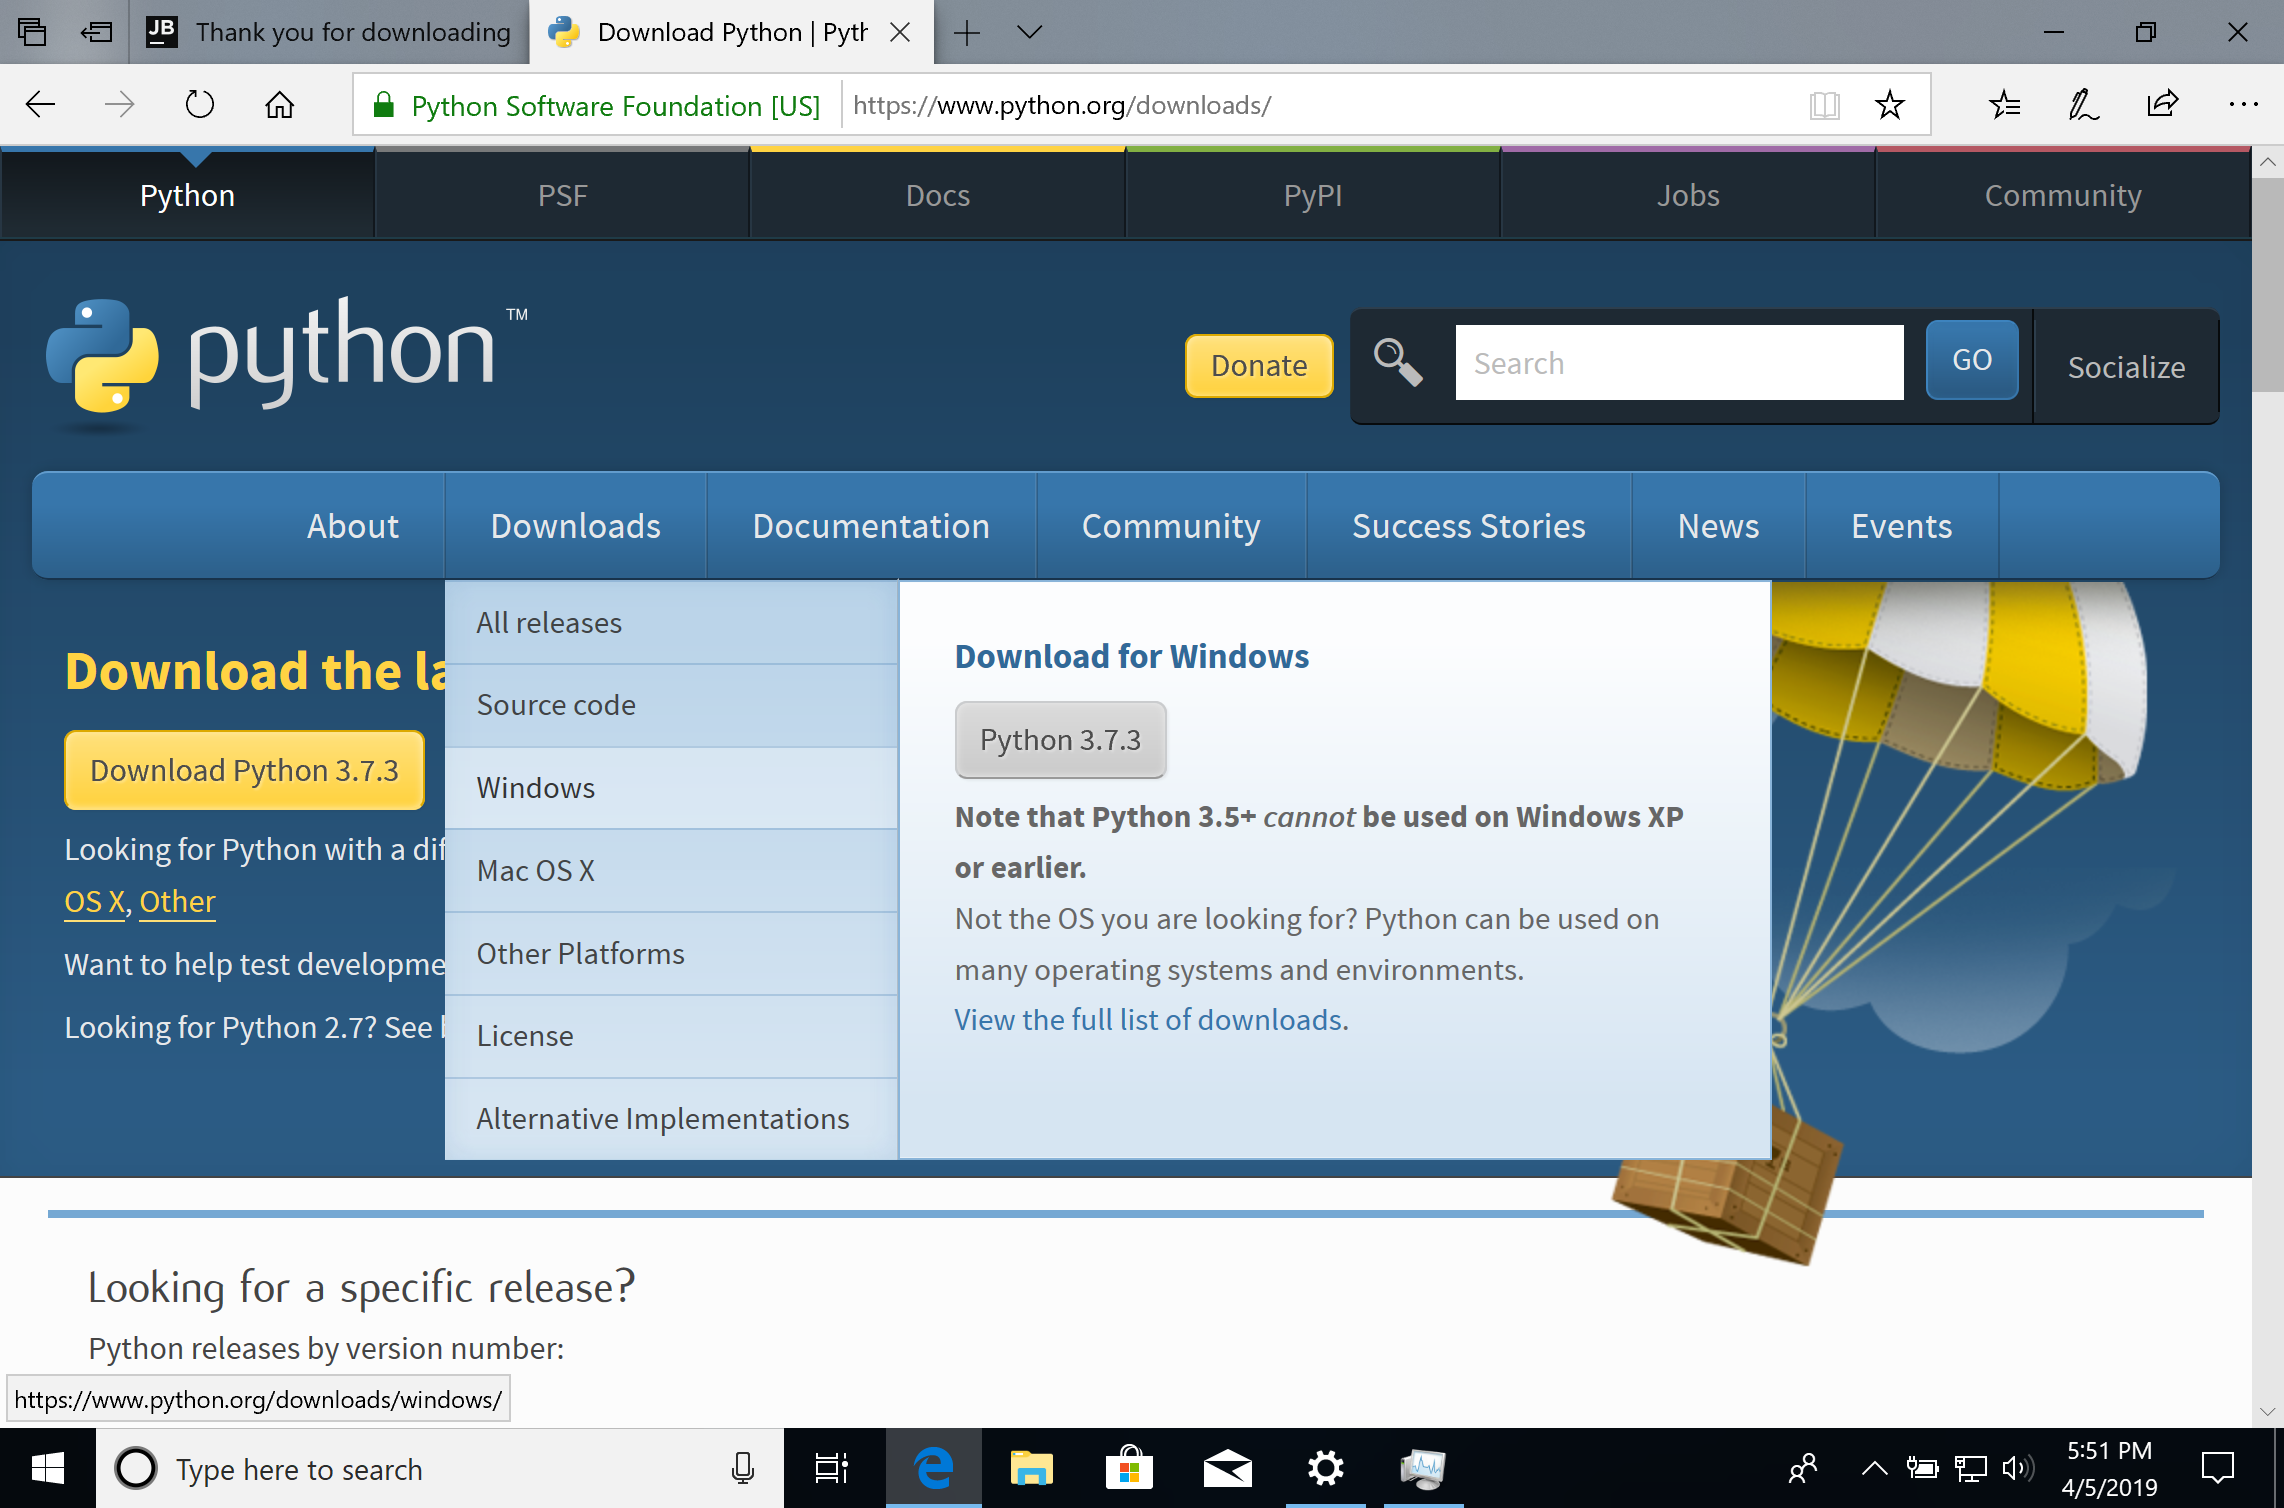 JB Thank you for downloading
Download Python | Pyth
Python Software Foundation [US] https://www.python.org/downloads/
Python PSF Docs PyPI Jobs Community
python™
Donate Search GO Socialize
About Downloads Documentation Community Success Stories News Events
Download the la
Download Python 3.7.3
Looking for Python with a dif
OS X, Other
Want to help test developme
Looking for Python 2.7? See
All releases
Source code
Windows
Mac OS X
Other Platforms
License
Alternative Implementations
Download for Windows
Python 3.7.3
Note that Python 3.5+ cannot be used on Windows XP
or earlier.
Not the OS you are looking for? Python can be used on
many operating systems and environments.
View the full list of downloads.
Looking for a specific release?
Python releases by version number:
https://www.python.org/downloads/windows/
Type here to search
5:51 PM
4/5/2019